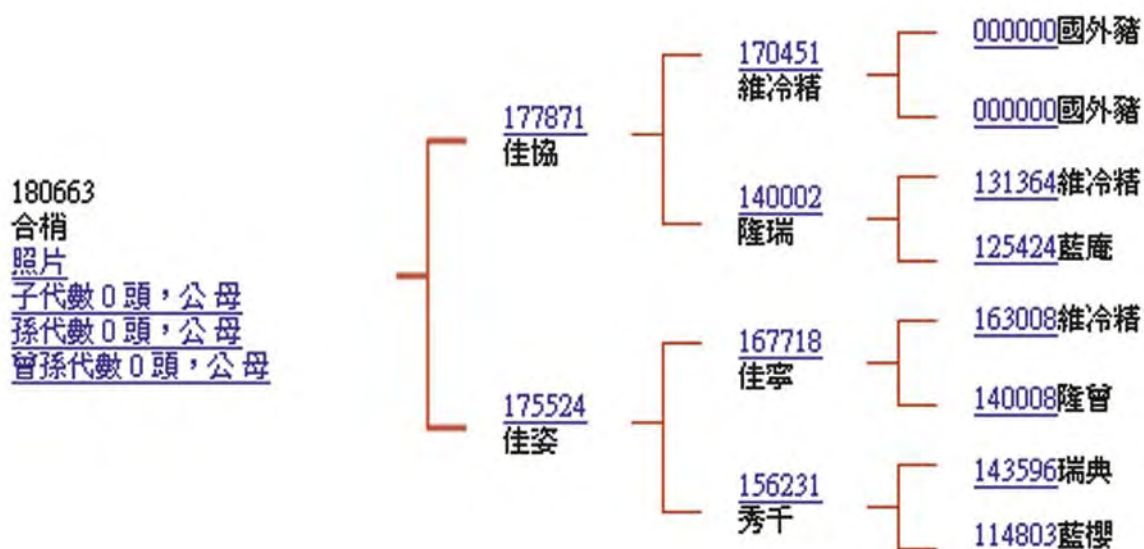 180663
合梢
照片
子代數 0 頭，公 母
孫代數 0 頭，公 母
曾孫代數 0 頭，公 母
177871
佳協
175524
佳姿
170451
維冷精
140002
隆瑞
167718
佳寧
156231
秀千
000000國外豬
000000國外豬
131364維冷精
125424藍庵
163008維冷精
140008隆曾
143596瑞典
114803藍櫻